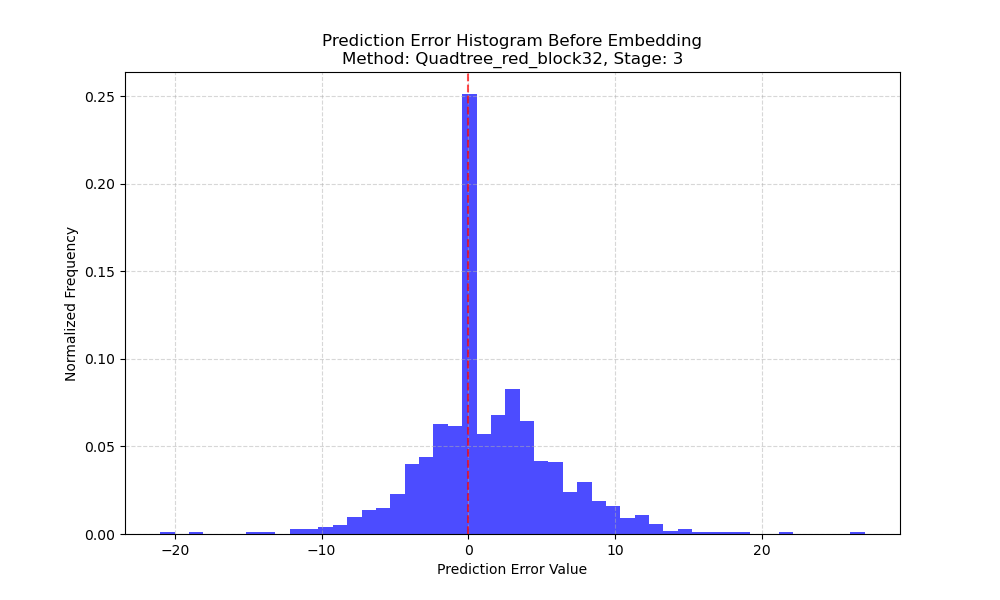 Prediction Error Histogram Before Embedding
Method: Quadtree_red_block32, Stage: 3
Normalized Frequency
0.25
0.20
0.15
0.10
0.05
0.00
−20
−10
0
10
20
Prediction Error Value